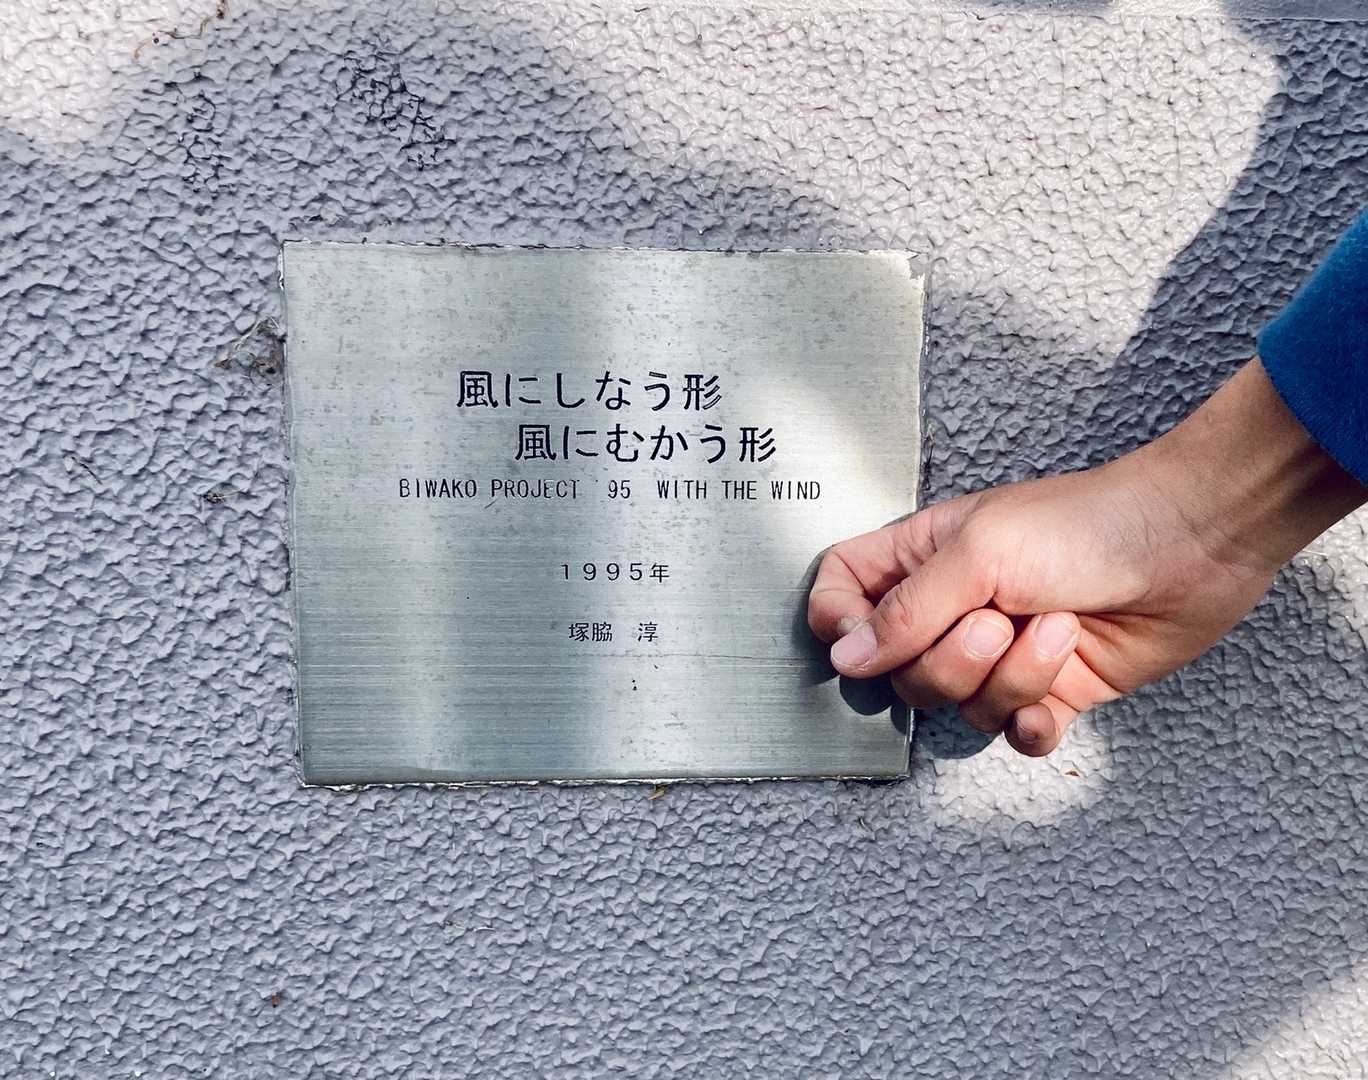 風にしなう形
風にむかう形
BIWAKO PROJECT '95 WITH THE WIND
1995年
塚脇 淳